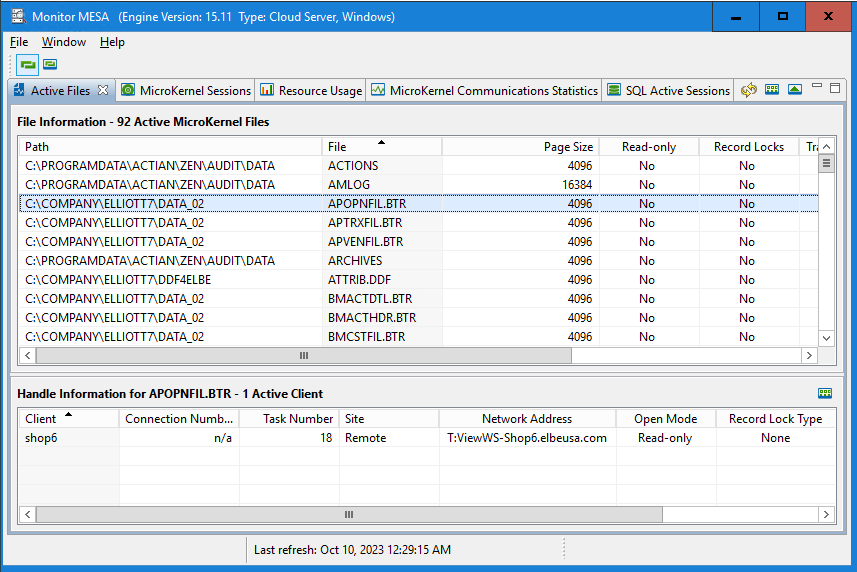 Monitor MESA (Engine Version: 15.11 Type: Cloud Server, Windows)
File Window Help
Active Files MicroKernel Sessions Resource Usage MicroKernel Communications Statistics SQL Active Sessions
File Information - 92 Active MicroKernel Files
Path File Page Size Read-only Record Locks Tra
C:\PROGRAMDATA\ACTIAN\ZEN\AUDIT\DATA ACTIONS 4096 No No
C:\PROGRAMDATA\ACTIAN\ZEN\AUDIT\DATA AMLOG 16384 No No
C:\COMPANY\ELLIOTT7\DATA_02 APOPNFIL.BTR 4096 No No
C:\COMPANY\ELLIOTT7\DATA_02 APTRXFIL.BTR 4096 No No
C:\COMPANY\ELLIOTT7\DATA_02 APVENFIL.BTR 4096 No No
C:\PROGRAMDATA\ACTIAN\ZEN\AUDIT\DATA ARCHIVES 4096 No No
C:\COMPANY\ELLIOTT7\DDF4ELBE ATTRIB.DDF 4096 No No
C:\COMPANY\ELLIOTT7\DATA_02 BMACTDTL.BTR 4096 No No
C:\COMPANY\ELLIOTT7\DATA_02 BMACTHDR.BTR 4096 No No
C:\COMPANY\ELLIOTT7\DATA_02 BMCSTFIL.BTR 4096 No No
Handle Information for APOPNFIL.BTR - 1 Active Client
Client Connection Numb... Task Number Site Network Address Open Mode Record Lock Type
shop6 n/a 18 Remote T:ViewWS-Shop6.elbeusa.com Read-only None
Last refresh: Oct 10, 2023 12:29:15 AM